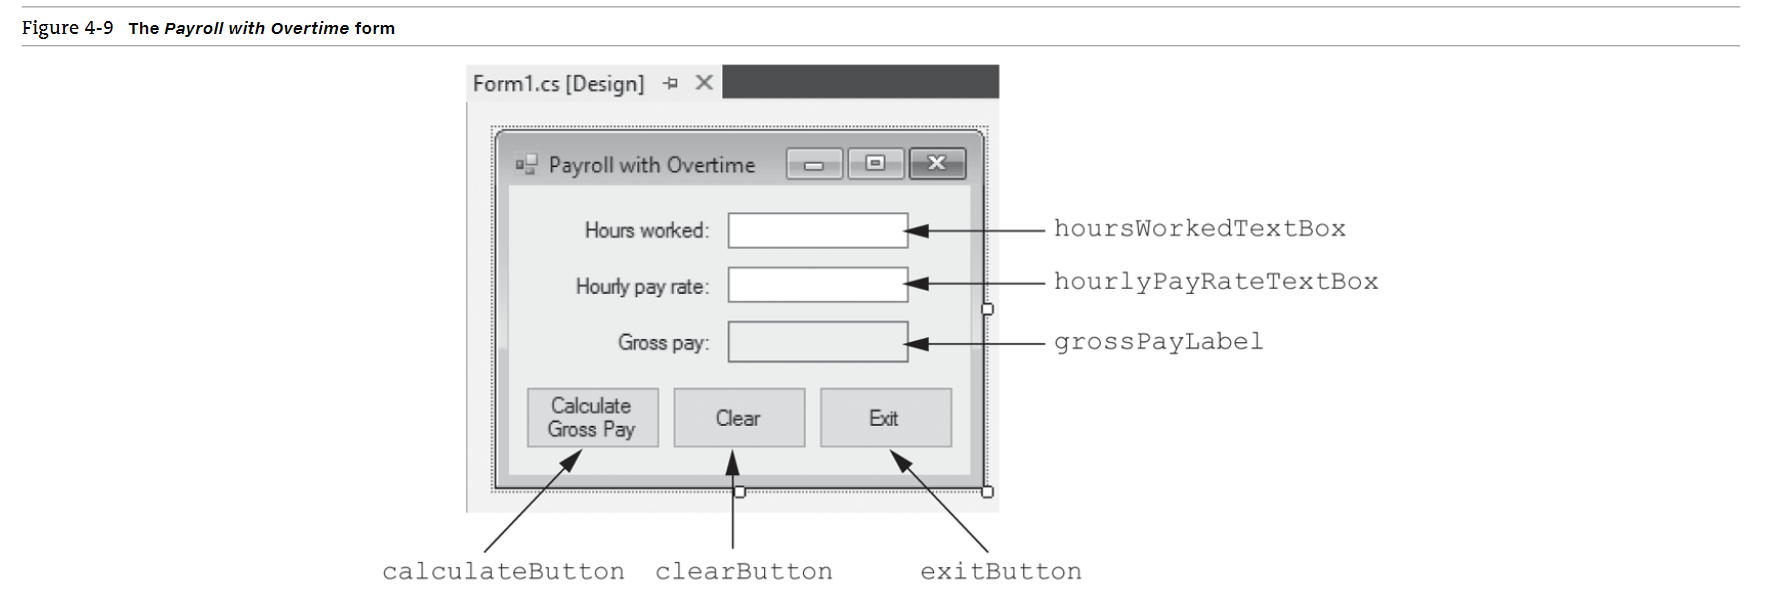 Figure 4-9 The Payroll with Overtime form
Form1.cs [Design]
Payroll with Overtime
Hours worked:
hoursWorkedTextBox
Hourly pay rate:
hourlyPayRateTextBox
Gross pay:
grossPayLabel
Calculate
Gross Pay
Clear
Exit
calculateButton
clearButton
exitButton